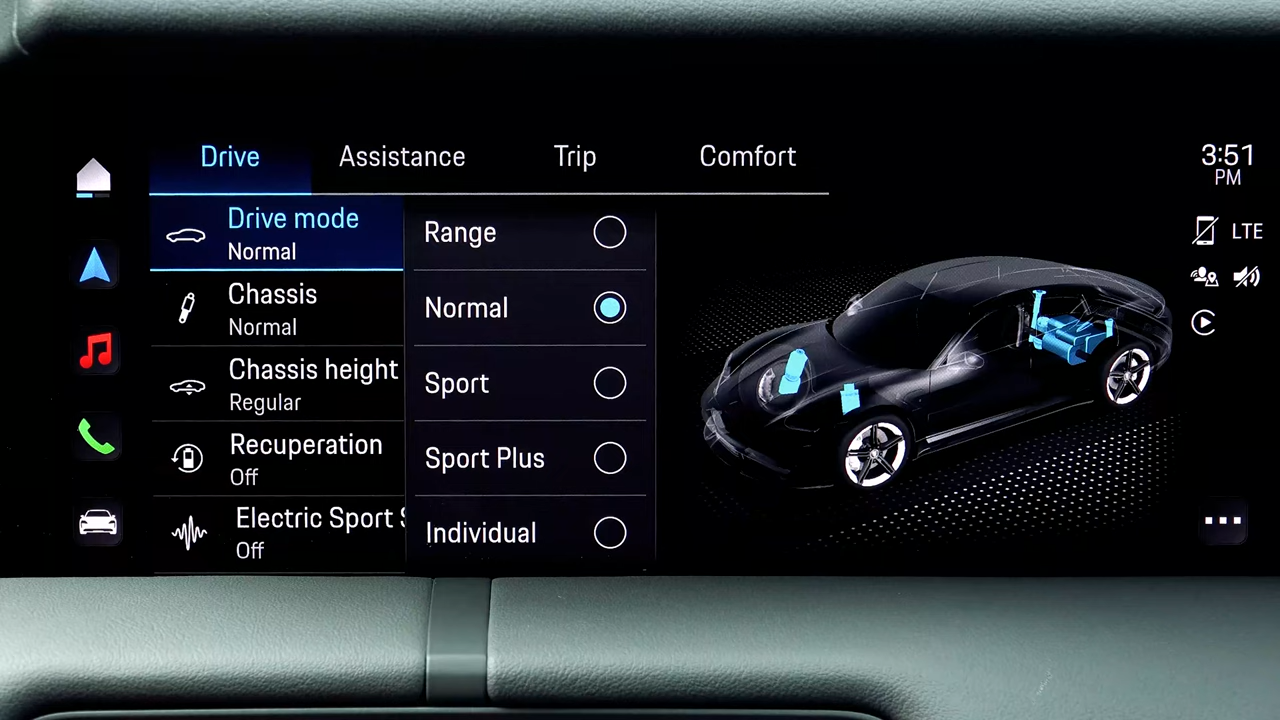 Drive
Assistance
Trip
Comfort
3:51
PM
LTE
Drive mode
Normal
Chassis
Normal
Chassis height
Regular
Recuperation
Off
Electric Sport S
Off
Range
Normal
Sport
Sport Plus
Individual